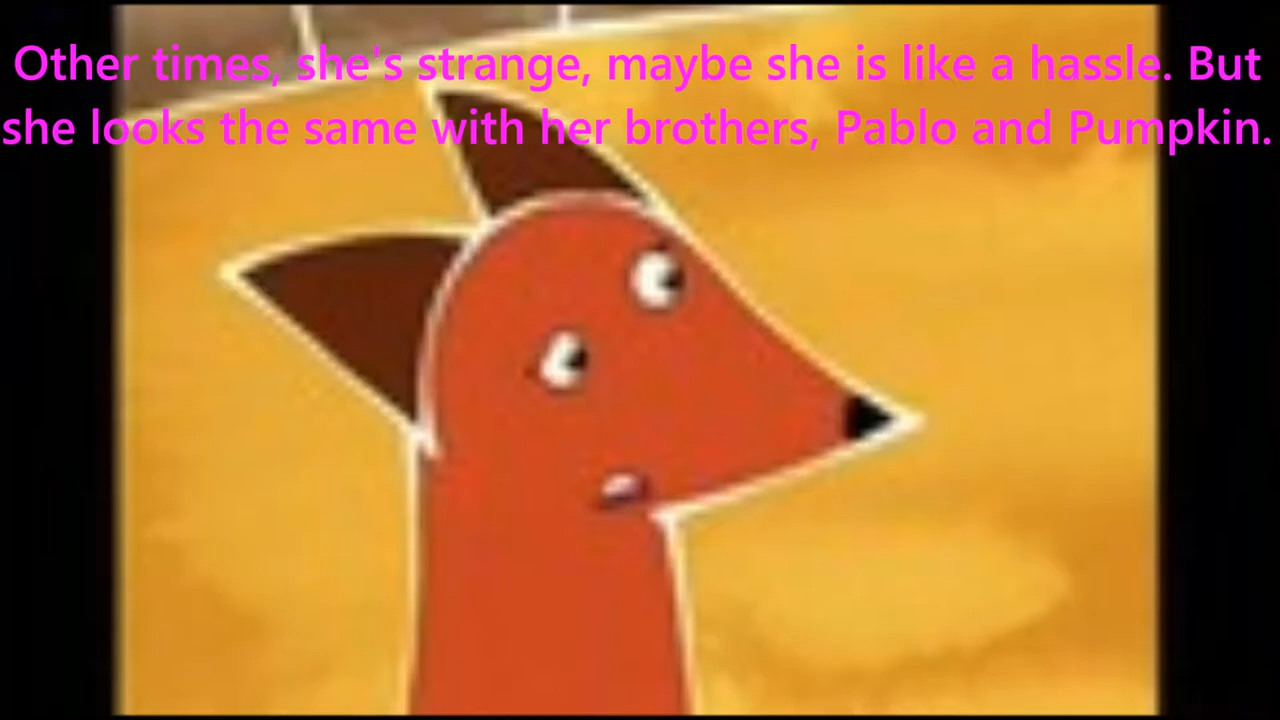 Other times, she's strange, maybe she is like a hassle. But
she looks the same with her brothers, Pablo and Pumpkin.